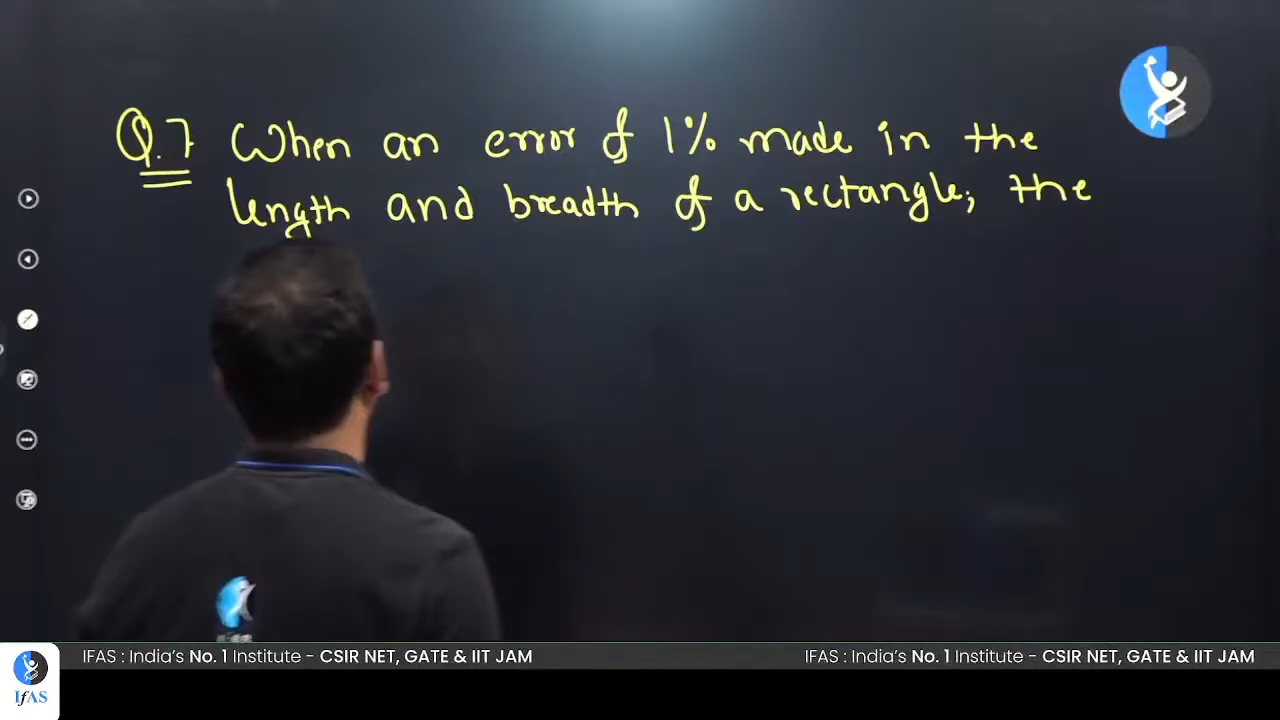 Q.7 When an error of 1% made in the
length and breadth of a rectangle; the
IFAS : India's No. 1 Institute - CSIR NET, GATE & IIT JAM
IFAS : India's No. 1 Institute - CSIR NET, GATE & IIT JAM
IfAS